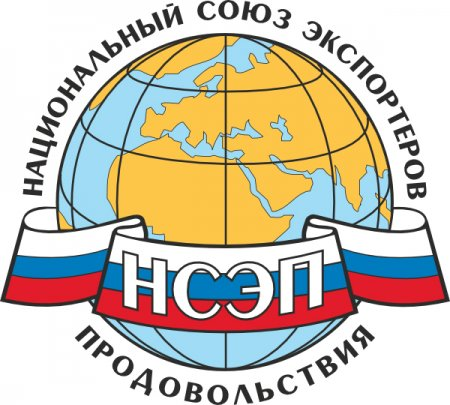 НАЦИОНАЛЬНЫЙ СОЮЗ ЭКСПОРТЕРОВ
НСЭП
ПРОДОВОЛЬСТВИЯ